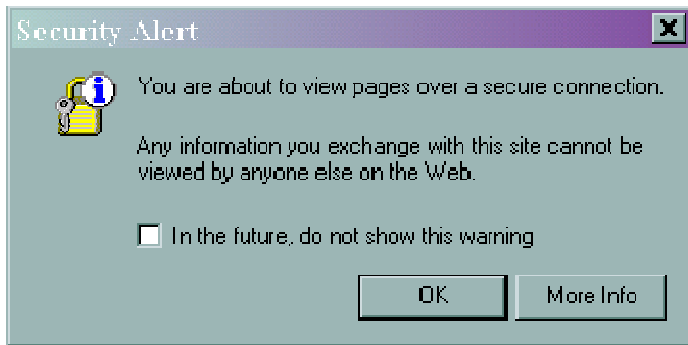 Security Alert
You are about to view pages over a secure connection.
Any information you exchange with this site cannot be
viewed by anyone else on the Web.
In the future, do not show this warning
OK
More Info